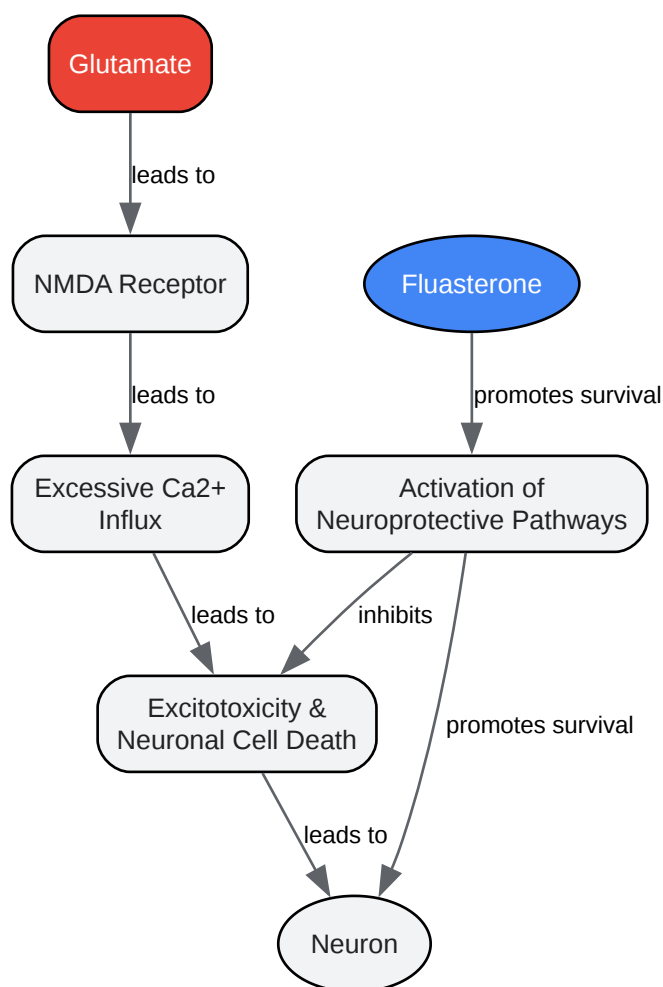 Glutamate
leads to
NMDA Receptor
Fluasterone
leads to
promotes survival
Excessive Ca2+
Influx
Activation of
Neuroprotective Pathways
leads to
inhibits
Excitotoxicity &
Neuronal Cell Death
promotes survival
leads to
Neuron